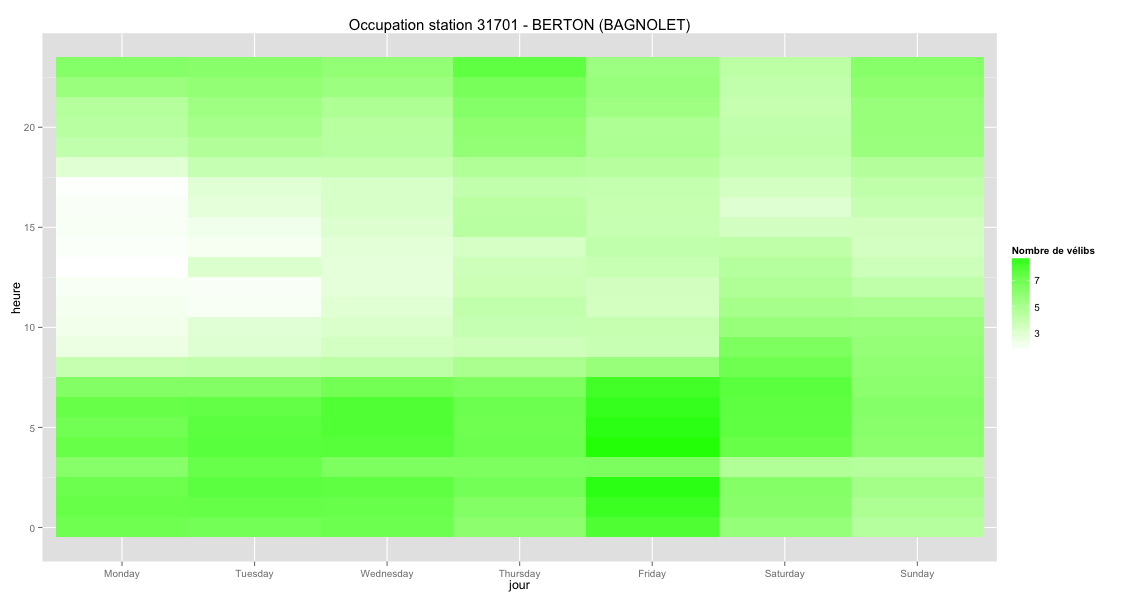 Occupation station 31701 - BERTON (BAGNOLET)
20
15
10
5
0
heure
Monday Tuesday Wednesday Thursday Friday Saturday Sunday
jour
Nombre de vélibs
7
5
3